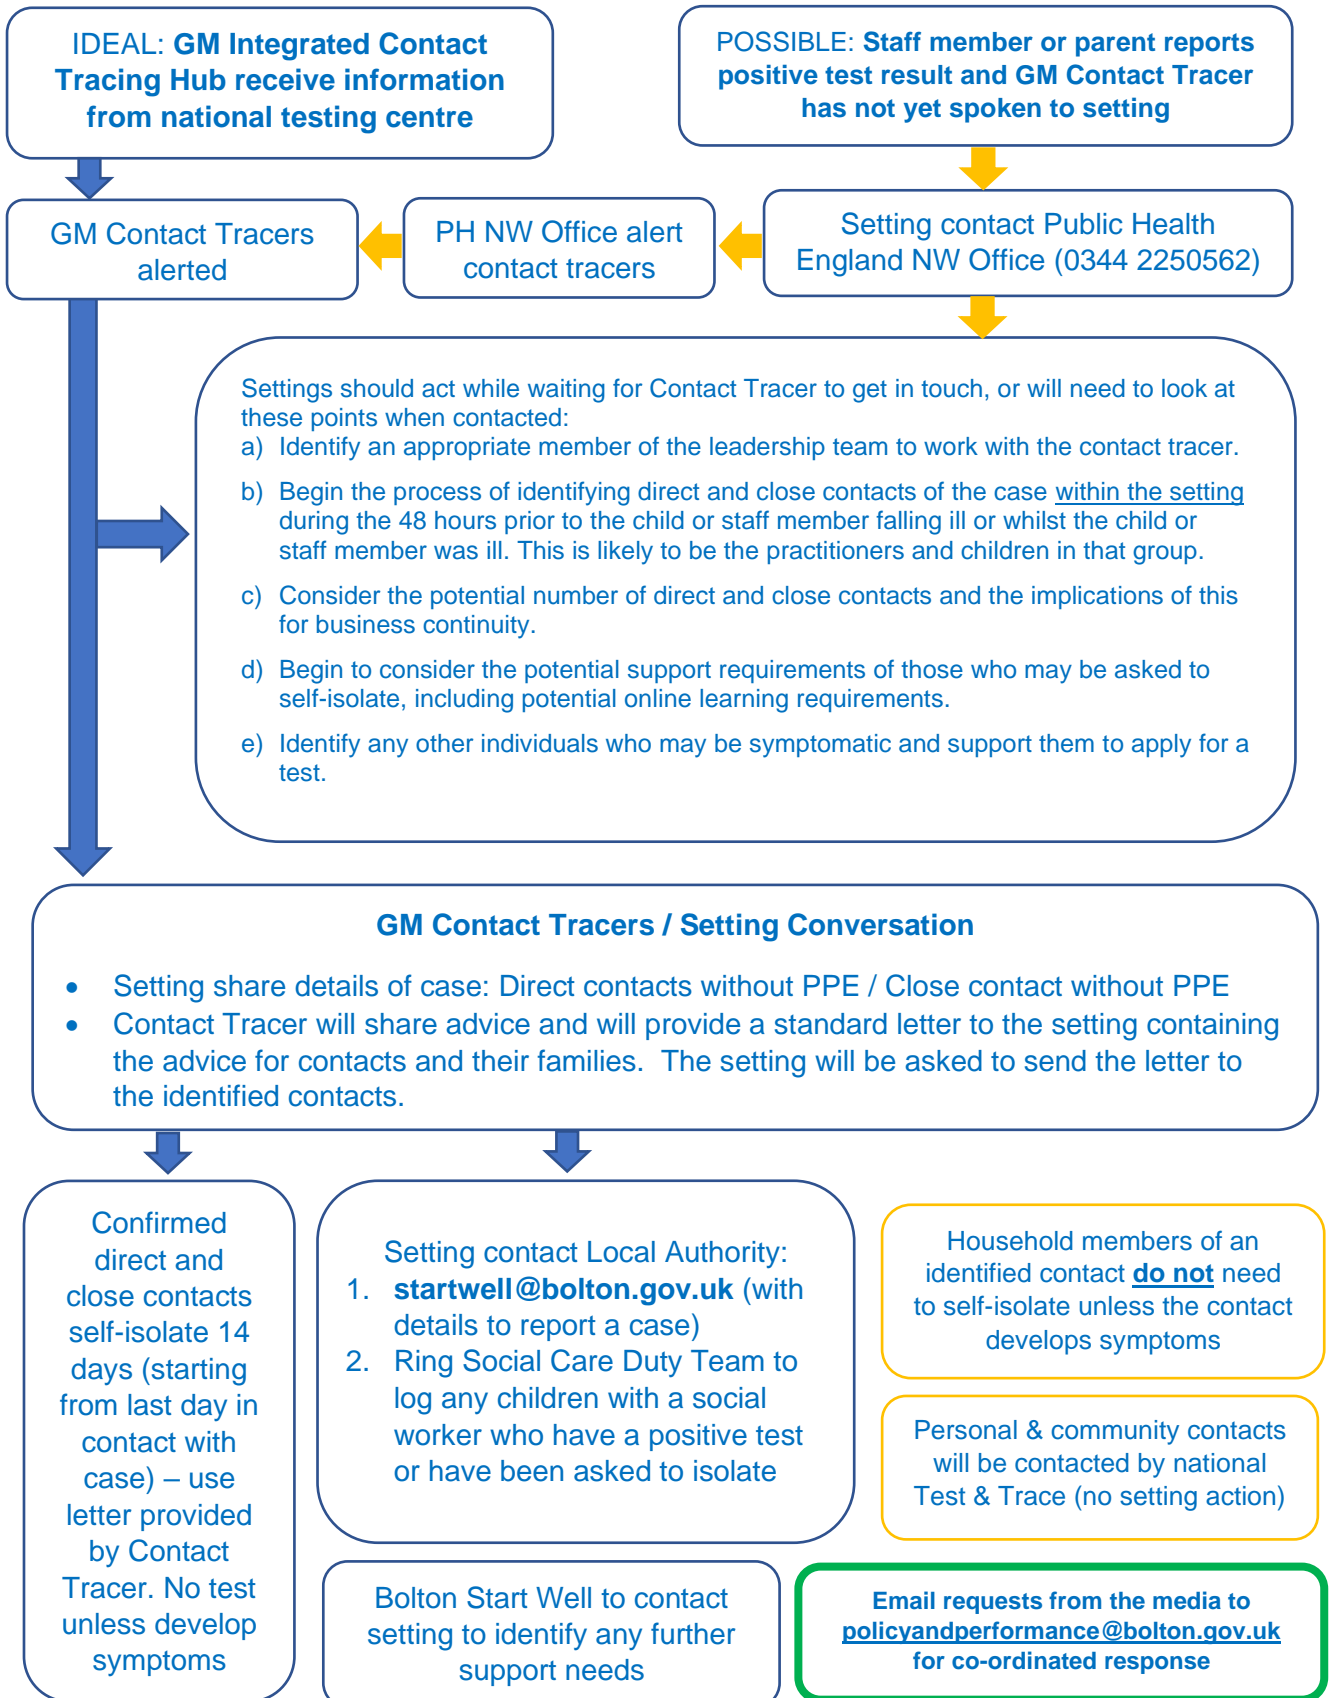 IDEAL: GM Integrated Contact
Tracing Hub receive information
from national testing centre
POSSIBLE: Staff member or parent reports
positive test result and GM Contact Tracer
has not yet spoken to setting
GM Contact Tracers
alerted
PH NW Office alert
contact tracers
Setting contact Public Health
England NW Office (0344 2250562)
Settings should act while waiting for Contact Tracer to get in touch, or will need to look at
these points when contacted:
a) Identify an appropriate member of the leadership team to work with the contact tracer.
b) Begin the process of identifying direct and close contacts of the case within the setting
during the 48 hours prior to the child or staff member falling ill or whilst the child or
staff member was ill. This is likely to be the practitioners and children in that group.
c) Consider the potential number of direct and close contacts and the implications of this
for business continuity.
d) Begin to consider the potential support requirements of those who may be asked to
self-isolate, including potential online learning requirements.
e) Identify any other individuals who may be symptomatic and support them to apply for a
test.
GM Contact Tracers / Setting Conversation
• Setting share details of case: Direct contacts without PPE / Close contact without PPE
• Contact Tracer will share advice and will provide a standard letter to the setting containing
the advice for contacts and their families. The setting will be asked to send the letter to
the identified contacts.
Confirmed
direct and
close contacts
self-isolate 14
days (starting
from last day in
contact with
case) – use
letter provided
by Contact
Tracer. No test
unless develop
symptoms
Setting contact Local Authority:
1. startwell@bolton.gov.uk (with
details to report a case)
2. Ring Social Care Duty Team to
log any children with a social
worker who have a positive test
or have been asked to isolate
Household members of an
identified contact do not need
to self-isolate unless the contact
develops symptoms
Personal & community contacts
will be contacted by national
Test & Trace (no setting action)
Bolton Start Well to contact
setting to identify any further
support needs
Email requests from the media to
policyandperformance@bolton.gov.uk
for co-ordinated response